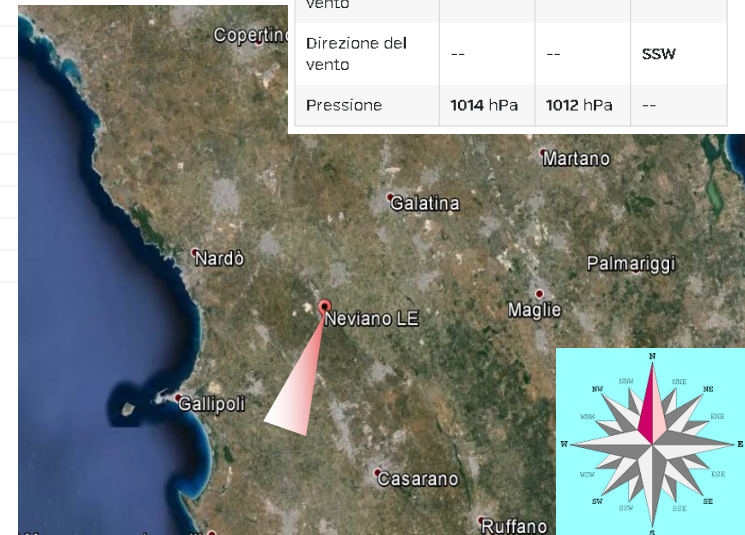 vento
Direzione del vento -- -- SSW
Pressione 1014 hPa 1012 hPa --
Copertino
Martano
Galatina
Nardò
Palmariggi
Neviano LE
Maglie
Gallipoli
Casarano
Ruffano
N
NNW NNE
NW NE
WNW ENE
W E
WSW ESE
SW SE
SSW SSE
S